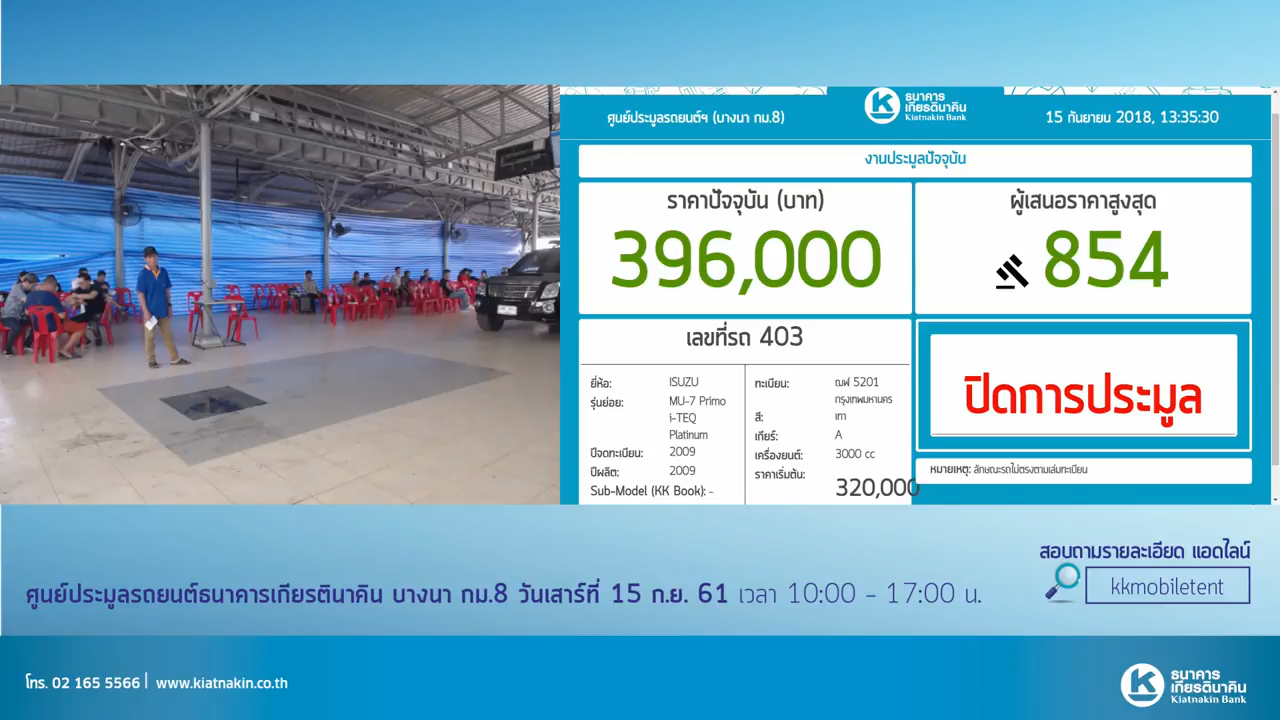 ศูนย์ประมูลรถยนต์ฯ (บางนา กม.8)
ธนาคาร
เกียรตินาคิน
Kiatnakin Bank
15 กันยายน 2018, 13:35:30
งานประมูลปัจจุบัน
ราคาปัจจุบัน (บาท)
396,000
ผู้เสนอราคาสูงสุด
854
เลขที่รถ 403
ยี่ห้อ: ISUZU
รุ่นย่อย: MU-7 Primo
i-TEQ
Platinum
ปีจดทะเบียน: 2009
ปีผลิต: 2009
Sub-Model (KK Book): -
ทะเบียน: ฌฬ 5201
กรุงเทพมหานคร
สี: เทา
เกียร์: A
เครื่องยนต์: 3000 cc
ราคาเริ่มต้น: 320,000
ปิดการประมูล
หมายเหตุ: ลักษณะรถไม่ตรงตามเล่มทะเบียน
สอบถามรายละเอียด แอดไลน์
kkmobiletent
ศูนย์ประมูลรถยนต์ธนาคารเกียรตินาคิน บางนา กม.8 วันเสาร์ที่ 15 ก.ย. 61 เวลา 10:00 - 17:00 น.
โทร. 02 165 5566 | www.kiatnakin.co.th
ธนาคาร
เกียรตินาคิน
Kiatnakin Bank